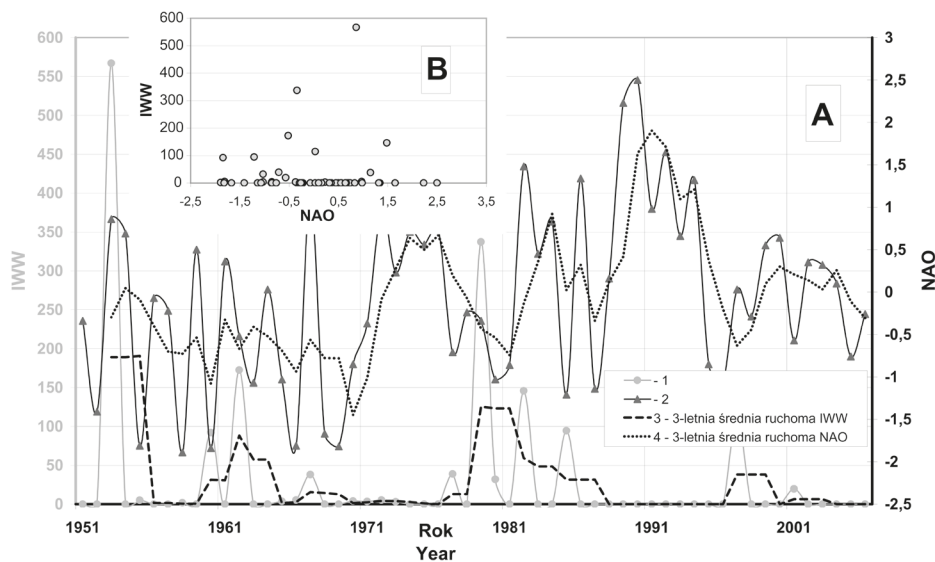 600
550
500
450
400
350
300
250
200
150
100
50
0
IWW
600
500
400
300
200
100
0
IWW
-2,5 -1,5 -0,5 0,5 1,5 2,5 3,5
NAO
B
A
3
2,5
2
1,5
1
0,5
0
-0,5
-1
-1,5
-2
-2,5
NAO
- 1
- 2
3 - 3-letnia średnia ruchoma IWW
4 - 3-letnia średnia ruchoma NAO
1951 1961 1971 1981 1991 2001
Rok
Year